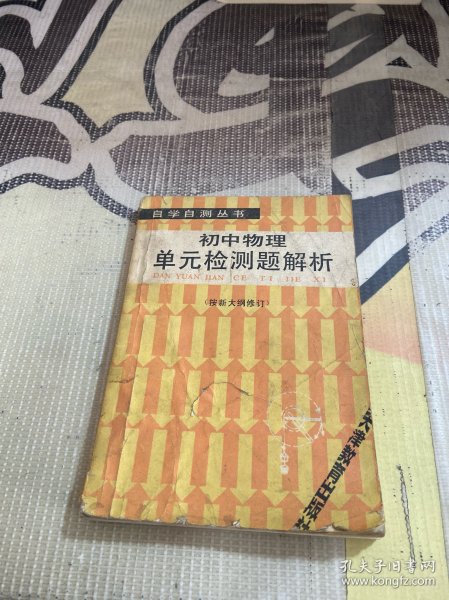 自学自测丛书
初中物理
单元检测题解析
DAN YUAN JIAN CE TI JIE XI
(按新大纲修订)
天津教育出版社
孔夫子旧书网
www.kongfz.com